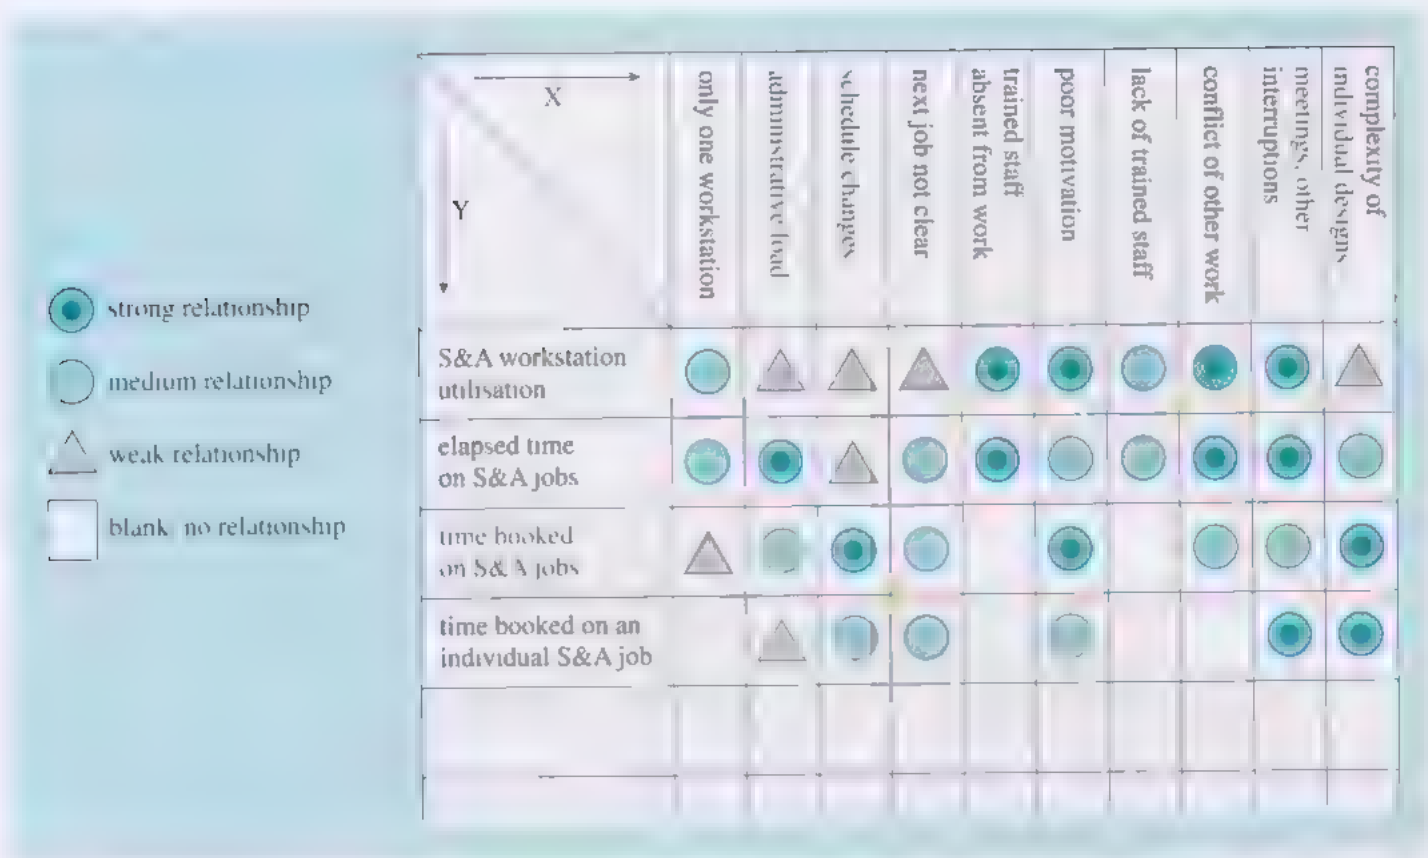 X
Y
only one workstation
administrative load
schedule changes
next job not clear
trained staff
absent from work
poor motivation
lack of trained staff
conflict of other work
meetings, other
interruptions
complexity of
individual designs
strong relationship
medium relationship
weak relationship
blank no relationship
S&A workstation
utilisation
elapsed time
on S&A jobs
time booked
on S&A jobs
time booked on an
individual S&A job